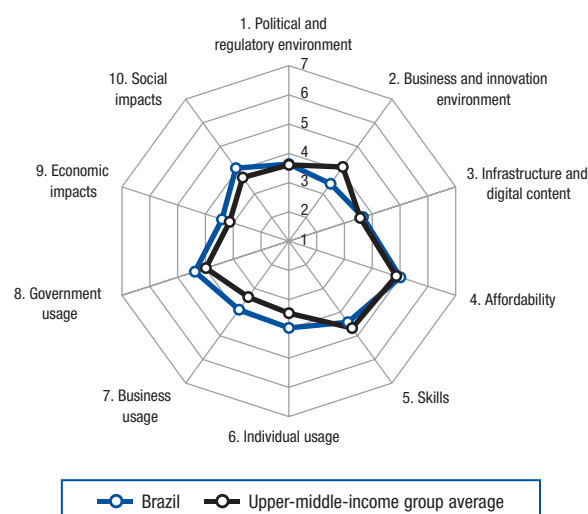 1. Political and
regulatory environment
2. Business and innovation
environment
3. Infrastructure and
digital content
4. Affordability
5. Skills
6. Individual usage
7. Business
usage
8. Government
usage
9. Economic
impacts
10. Social
impacts
7
6
5
4
3
2
1
Brazil
Upper-middle-income group average